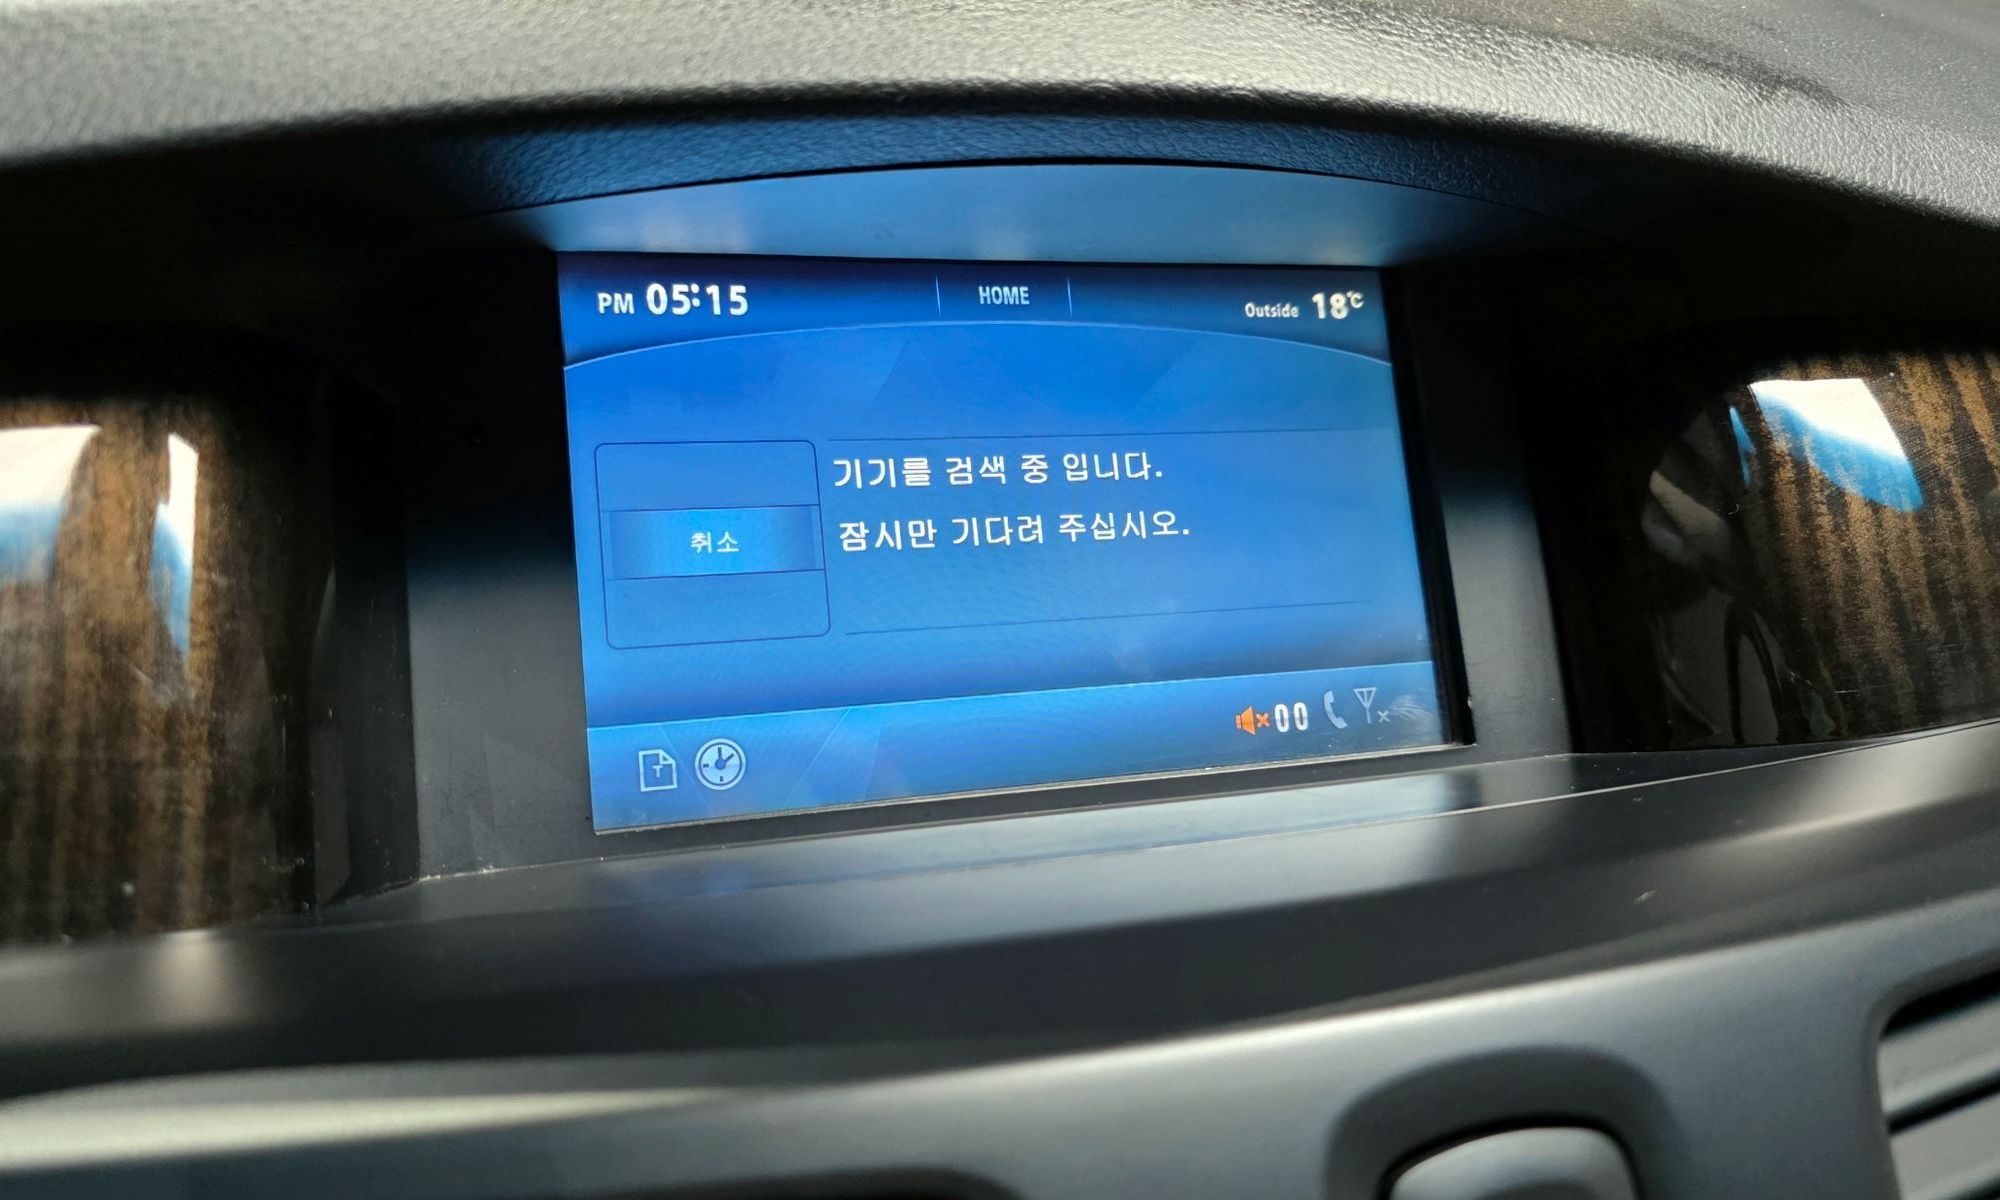 PM 05:15
HOME
Outside 18℃
기기를 검색 중 입니다.
잠시만 기다려 주십시오.
취소
T
00